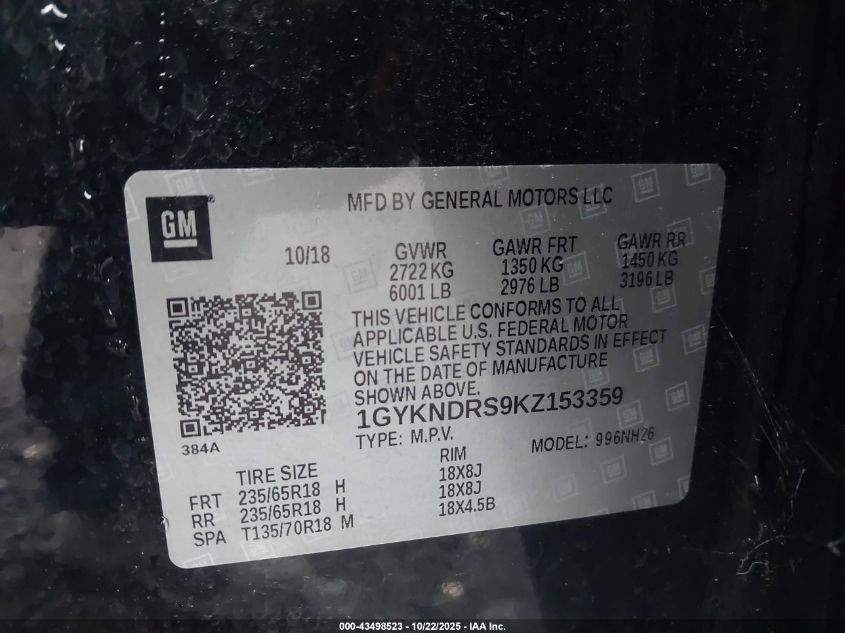 GM
MFD BY GENERAL MOTORS LLC
10/18
GVWR GAWR FRT GAWR RR
2722 KG 1350 KG 1450 KG
6001 LB 2976 LB 3196 LB
THIS VEHICLE CONFORMS TO ALL
APPLICABLE U.S. FEDERAL MOTOR
VEHICLE SAFETY STANDARDS IN EFFECT
ON THE DATE OF MANUFACTURE
SHOWN ABOVE.
1GYKNDRS9KZ153359
384A
TYPE: M.P.V. MODEL: 996NH26
TIRE SIZE RIM
FRT 235/65R18 H 18X8J
RR 235/65R18 H 18X8J
SPA T135/70R18 M 18X4.5B
000-43498523 - 10/22/2025 - IAA Inc.